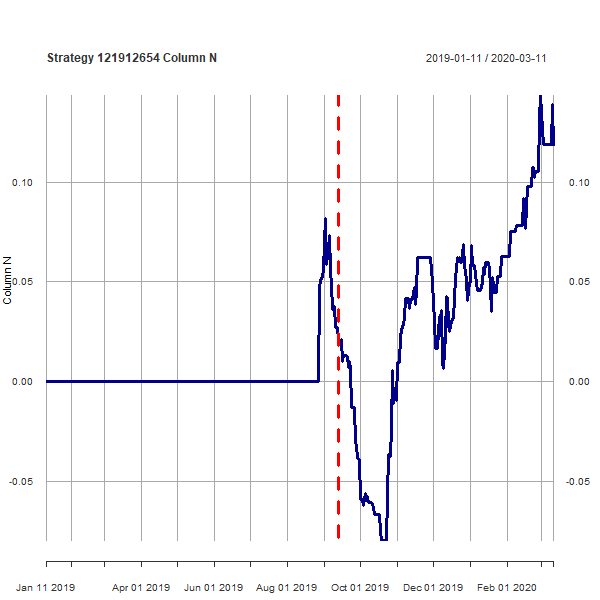 Strategy 121912654 Column N
2019-01-11 / 2020-03-11
0.10 0.10
0.05 0.05
Column N
0.00 0.00
-0.05 -0.05
Jan 11 2019 Apr 01 2019 Jun 01 2019 Aug 01 2019 Oct 01 2019 Dec 01 2019 Feb 01 2020